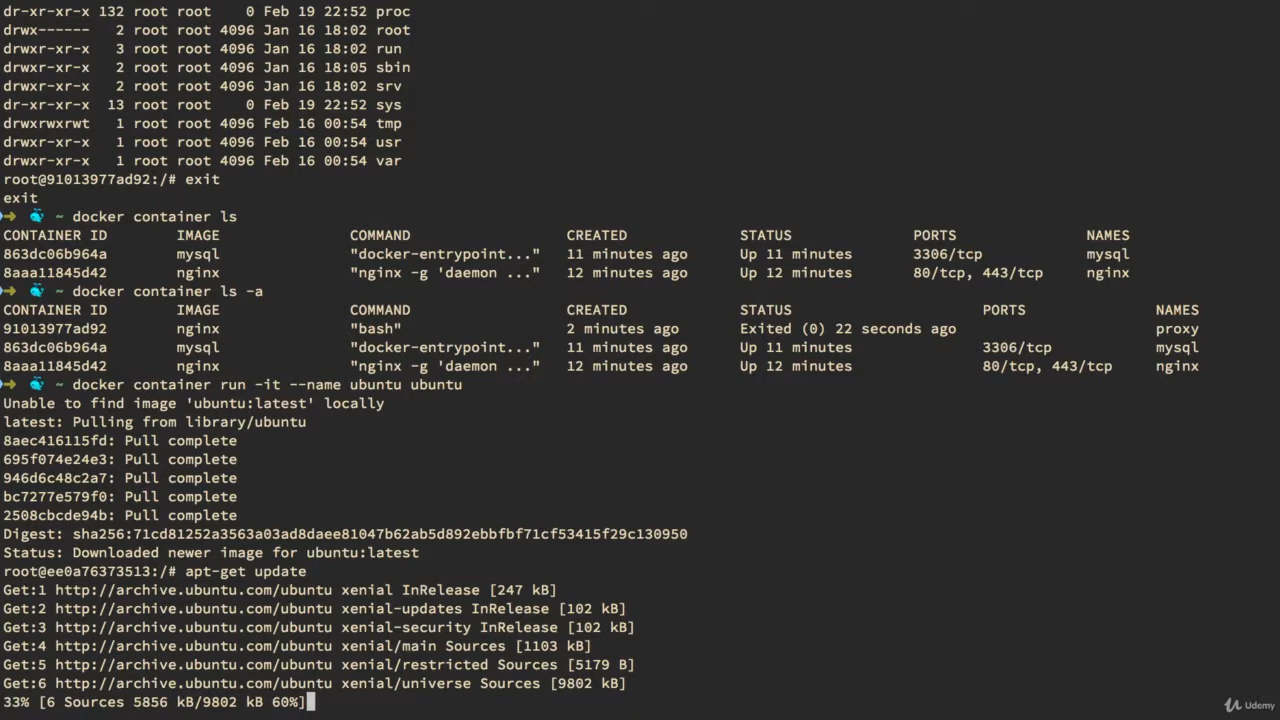 dr-xr-xr-x 132 root root    0 Feb 19 22:52 proc
drwx------   2 root root 4096 Jan 16 18:02 root
drwxr-xr-x   3 root root 4096 Jan 16 18:02 run
drwxr-xr-x   2 root root 4096 Jan 16 18:05 sbin
drwxr-xr-x   2 root root 4096 Jan 16 18:02 srv
dr-xr-xr-x  13 root root    0 Feb 19 22:52 sys
drwxrwxrwt   1 root root 4096 Feb 16 00:54 tmp
drwxr-xr-x   1 root root 4096 Feb 16 00:54 usr
drwxr-xr-x   1 root root 4096 Feb 16 00:54 var
root@91013977ad92:/# exit
exit
~ docker container ls
CONTAINER ID        IMAGE               COMMAND                  CREATED             STATUS              PORTS               NAMES
863dc06b964a        mysql               "docker-entrypoint..."   11 minutes ago      Up 11 minutes       3306/tcp            mysql
8aaa11845d42        nginx               "nginx -g 'daemon ..."   12 minutes ago      Up 12 minutes       80/tcp, 443/tcp     nginx
~ docker container ls -a
CONTAINER ID        IMAGE               COMMAND                  CREATED             STATUS                      PORTS               NAMES
91013977ad92        nginx               "bash"                   2 minutes ago       Exited (0) 22 seconds ago                       proxy
863dc06b964a        mysql               "docker-entrypoint..."   11 minutes ago      Up 11 minutes               3306/tcp            mysql
8aaa11845d42        nginx               "nginx -g 'daemon ..."   12 minutes ago      Up 12 minutes               80/tcp, 443/tcp     nginx
~ docker container run -it --name ubuntu ubuntu
Unable to find image 'ubuntu:latest' locally
latest: Pulling from library/ubuntu
8aec416115fd: Pull complete
695f074e24e3: Pull complete
946d6c48c2a7: Pull complete
bc7277e579f0: Pull complete
2508cbcde94b: Pull complete
Digest: sha256:71cd81252a3563a03ad8daee81047b62ab5d892ebbfbf71cf53415f29c130950
Status: Downloaded newer image for ubuntu:latest
root@ee0a76373513:/# apt-get update
Get:1 http://archive.ubuntu.com/ubuntu xenial InRelease [247 kB]
Get:2 http://archive.ubuntu.com/ubuntu xenial-updates InRelease [102 kB]
Get:3 http://archive.ubuntu.com/ubuntu xenial-security InRelease [102 kB]
Get:4 http://archive.ubuntu.com/ubuntu xenial/main Sources [1103 kB]
Get:5 http://archive.ubuntu.com/ubuntu xenial/restricted Sources [5179 B]
Get:6 http://archive.ubuntu.com/ubuntu xenial/universe Sources [9802 kB]
33% [6 Sources 5856 kB/9802 kB 60%]
Udemy